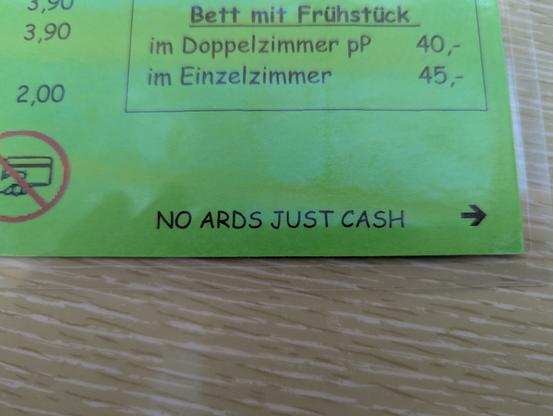 3,90
3,90
2,00
Bett mit Frühstück
im Doppelzimmer pP 40,-
im Einzelzimmer 45,-
NO ARDS JUST CASH